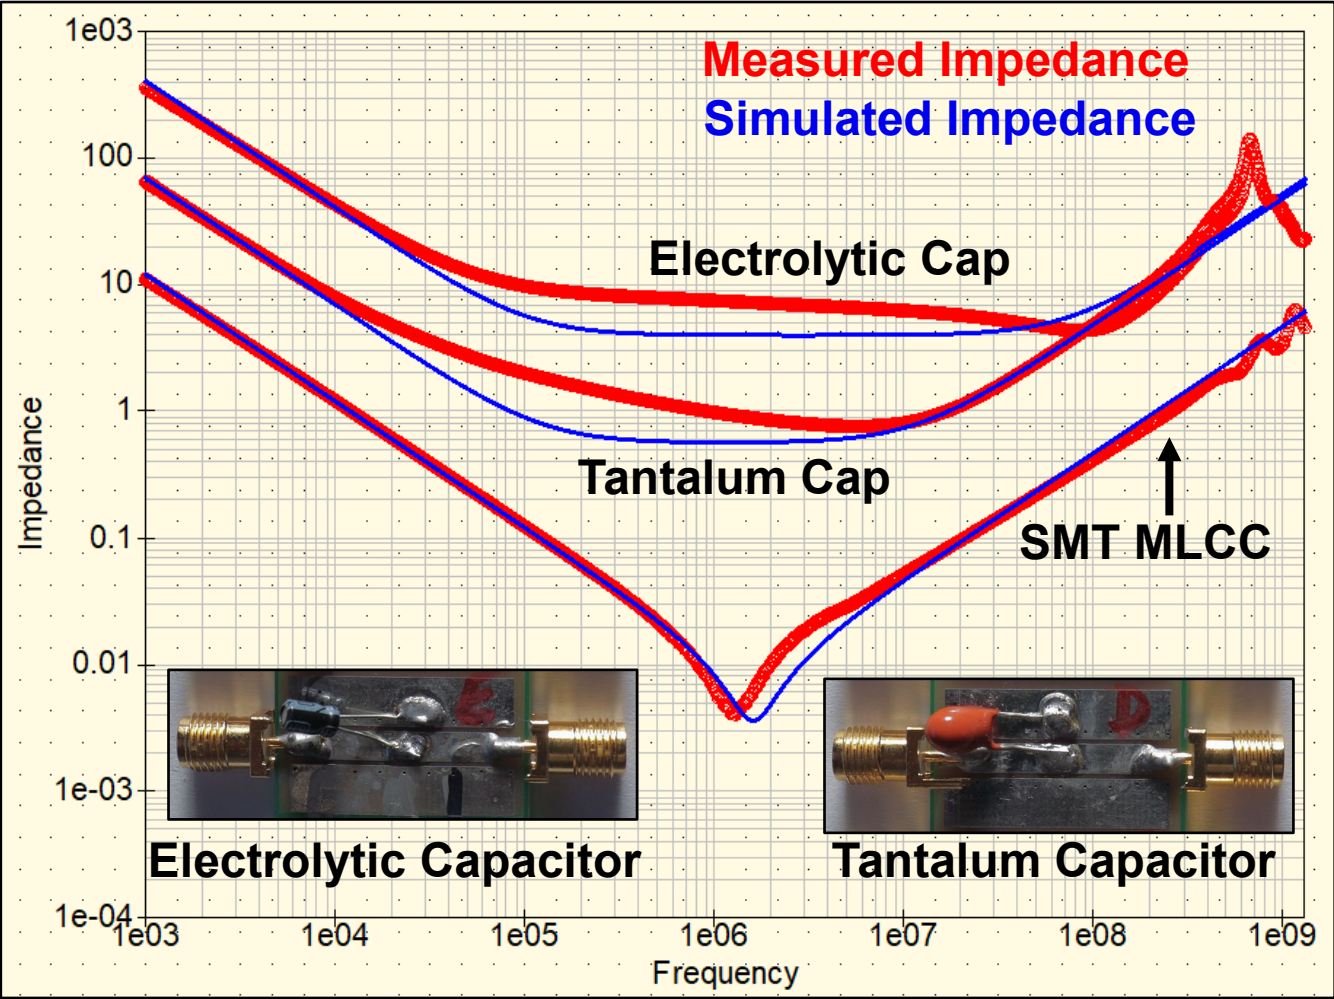 Measured Impedance
Simulated Impedance
1e03
100
10
1
0.1
0.01
1e-03
1e-04
Impedance
Electrolytic Cap
Tantalum Cap
SMT MLCC
E
D
Electrolytic Capacitor
Tantalum Capacitor
1e03
1e04
1e05
1e06
1e07
1e08
1e09
Frequency